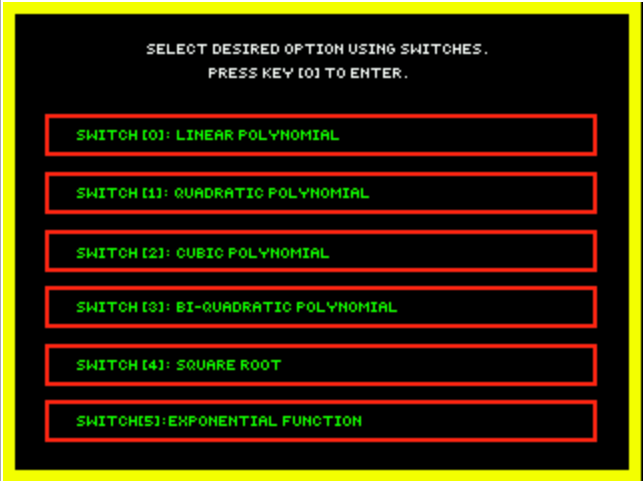 SELECT DESIRED OPTION USING SWITCHES.
PRESS KEY [0] TO ENTER.
SWITCH [0]: LINEAR POLYNOMIAL
SWITCH [1]: QUADRATIC POLYNOMIAL
SWITCH [2]: CUBIC POLYNOMIAL
SWITCH [3]: BI-QUADRATIC POLYNOMIAL
SWITCH [4]: SQUARE ROOT
SWITCH[5]:EXPONENTIAL FUNCTION